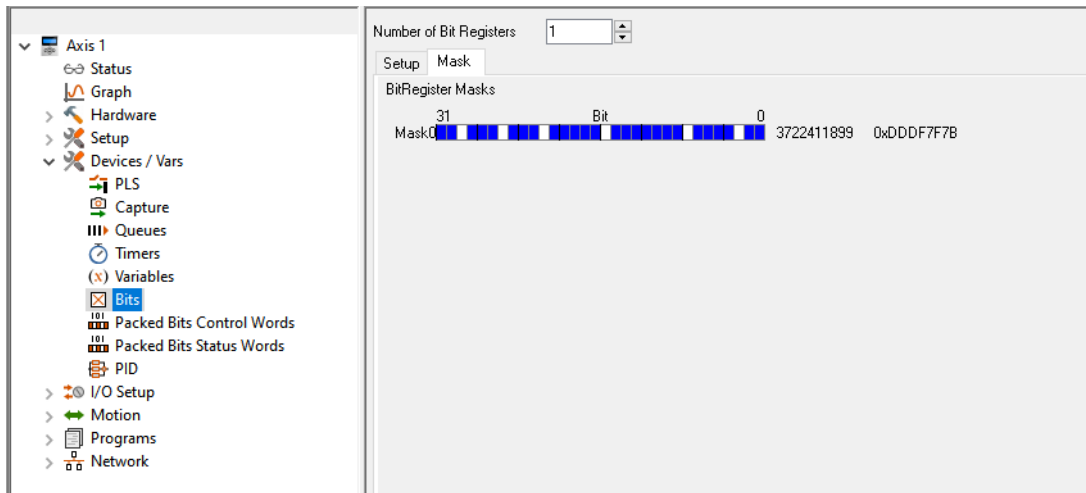 Axis 1
Status
Graph
Hardware
Setup
Devices / Vars
PLS
Capture
Queues
Timers
(x) Variables
Bits
Packed Bits Control Words
Packed Bits Status Words
PID
I/O Setup
Motion
Programs
Network
Number of Bit Registers 1
Setup Mask
BitRegister Masks
31 Bit 0
Mask0 3722411899 0xDDDF7F7B